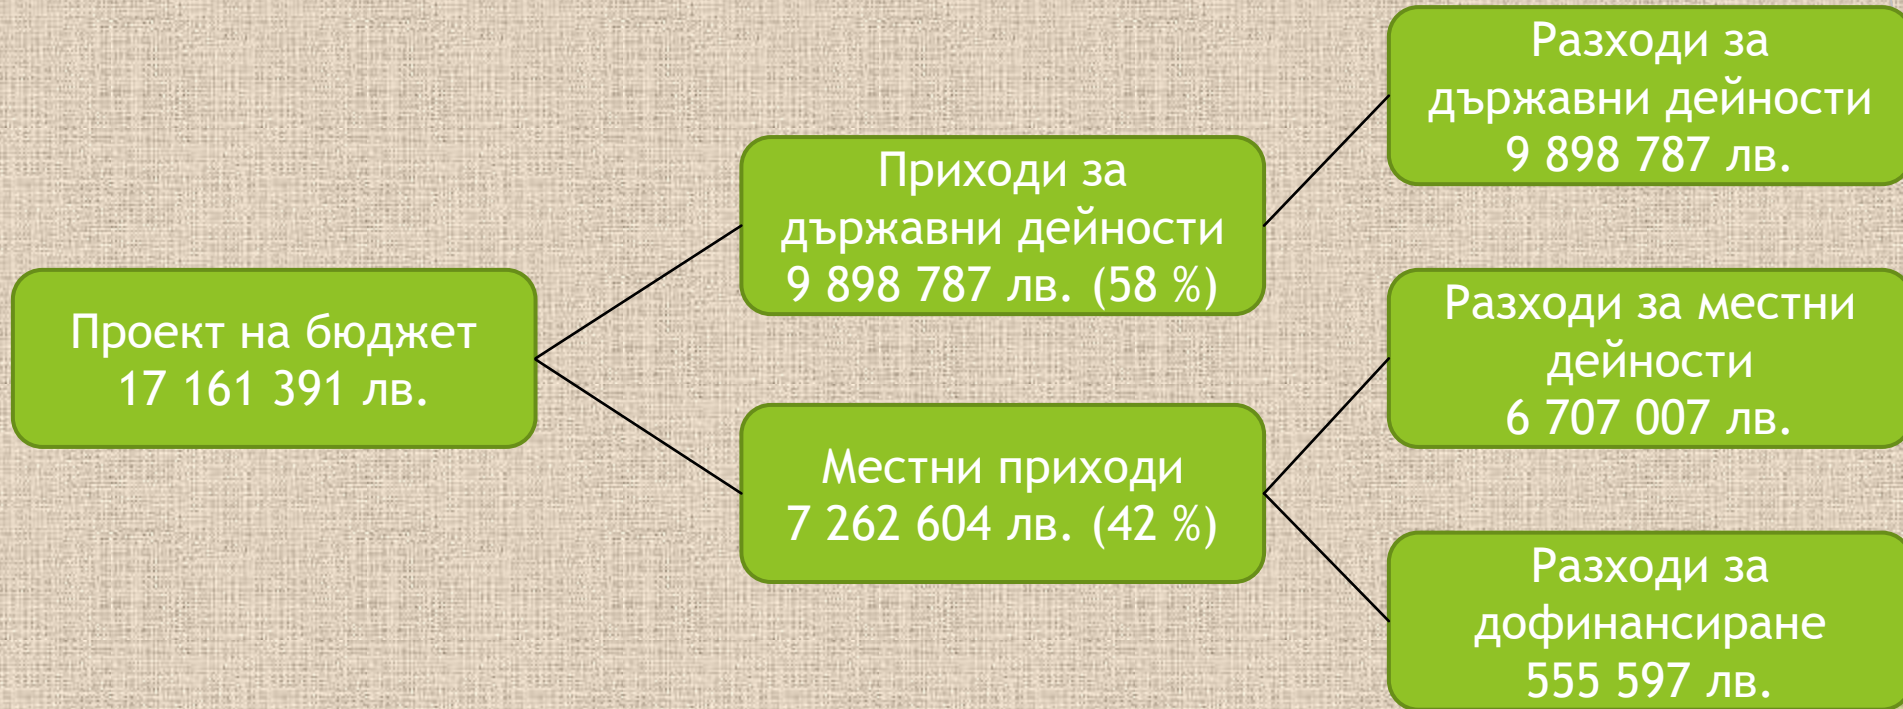 Проект на бюджет
17 161 391 лв.
Приходи за
държавни дейности
9 898 787 лв. (58 %)
Местни приходи
7 262 604 лв. (42 %)
Разходи за
държавни дейности
9 898 787 лв.
Разходи за местни
дейности
6 707 007 лв.
Разходи за
дофинансиране
555 597 лв.